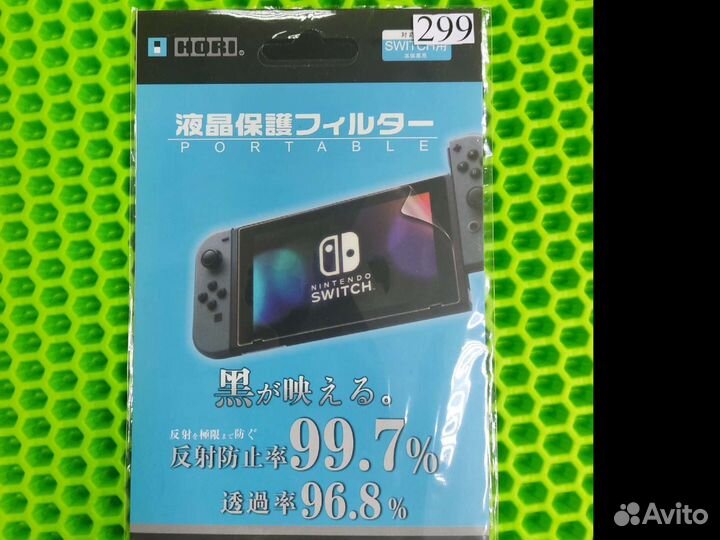 HORI®
299
SWITCH用
液晶保護フィルター
PORTABLE
NINTENDO
SWITCH™
黒が映える。
反射を極限まで防ぐ
反射防止率99.7%
透過率96.8%
Avito